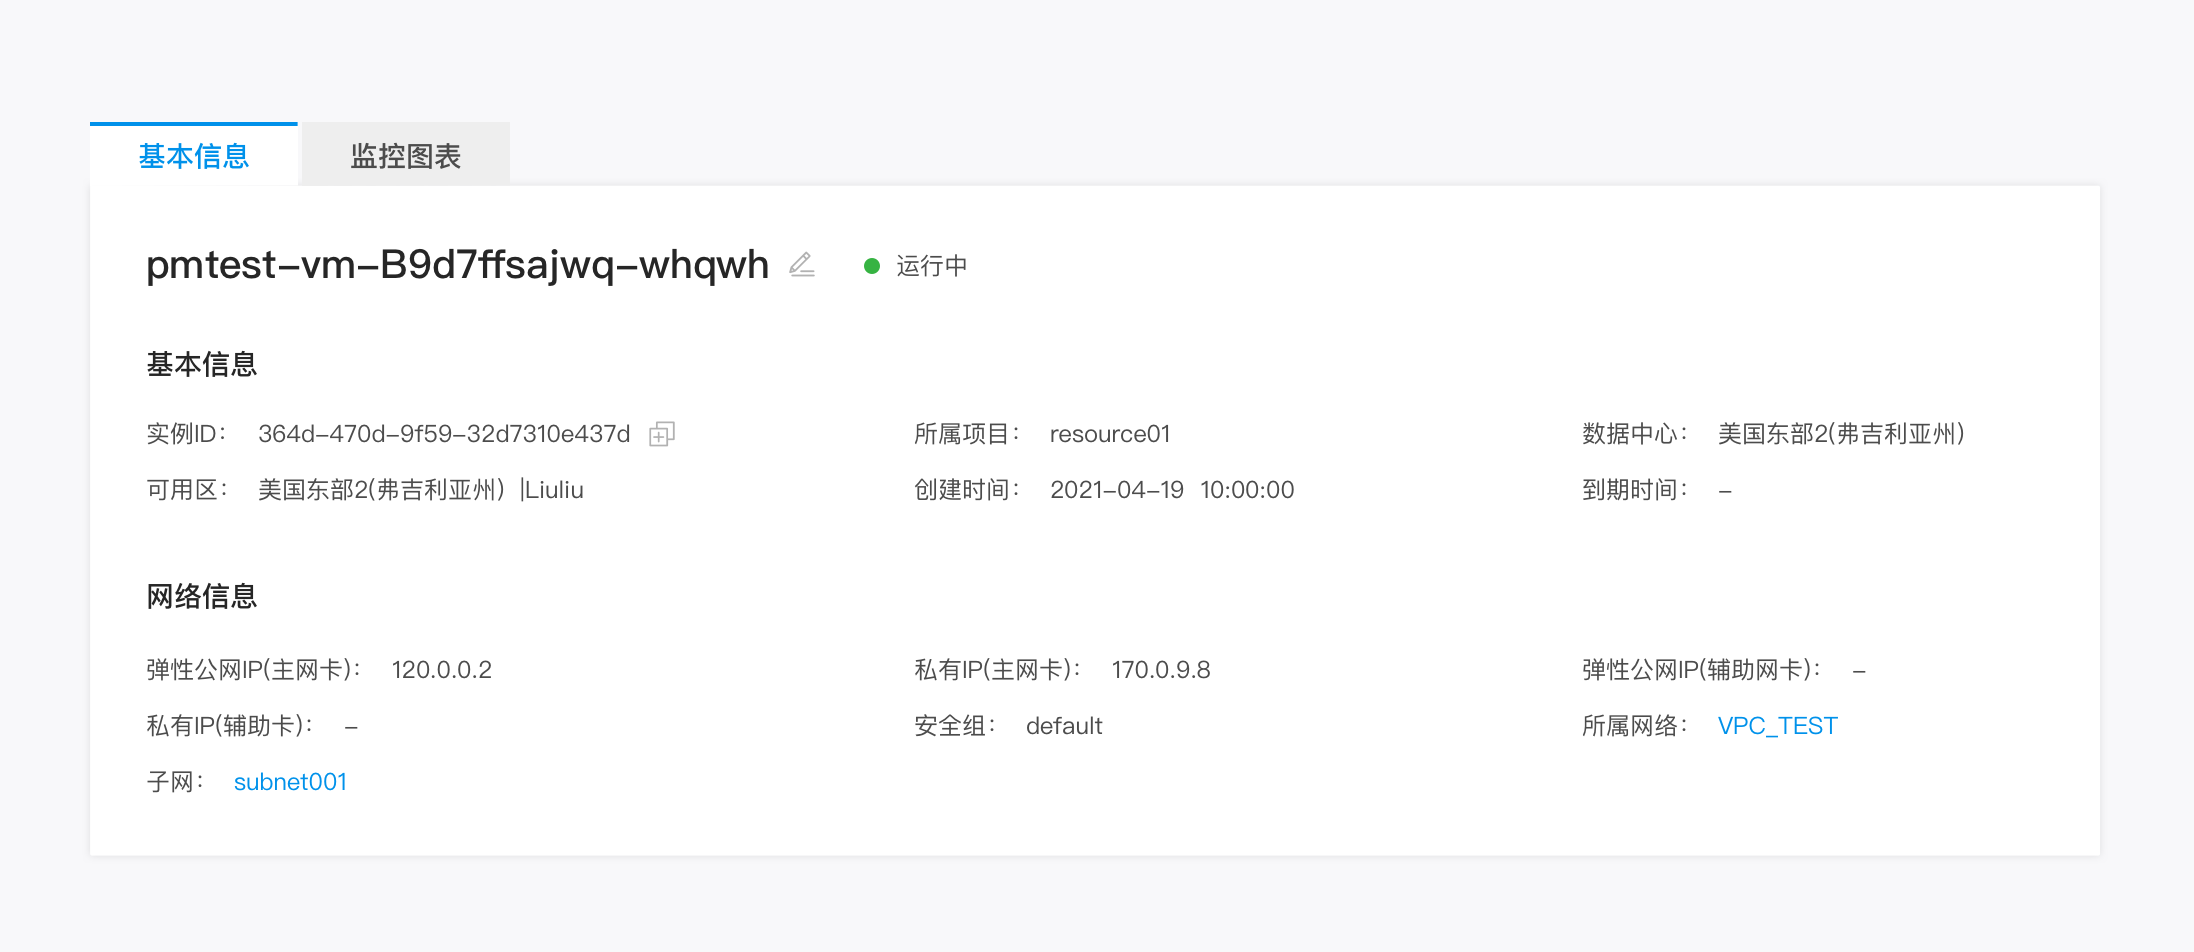 基本信息 监控图表
pmtest-vm-B9d7ffsajwq-whqwh 运行中
基本信息
实例ID： 364d-470d-9f59-32d7310e437d 所属项目： resource01 数据中心： 美国东部2(弗吉利亚州)
可用区： 美国东部2(弗吉利亚州) |Liuliu 创建时间： 2021-04-19 10:00:00 到期时间： -
网络信息
弹性公网IP(主网卡)： 120.0.0.2 私有IP(主网卡)： 170.0.9.8 弹性公网IP(辅助网卡)： -
私有IP(辅助卡)： - 安全组： default 所属网络： VPC_TEST
子网： subnet001